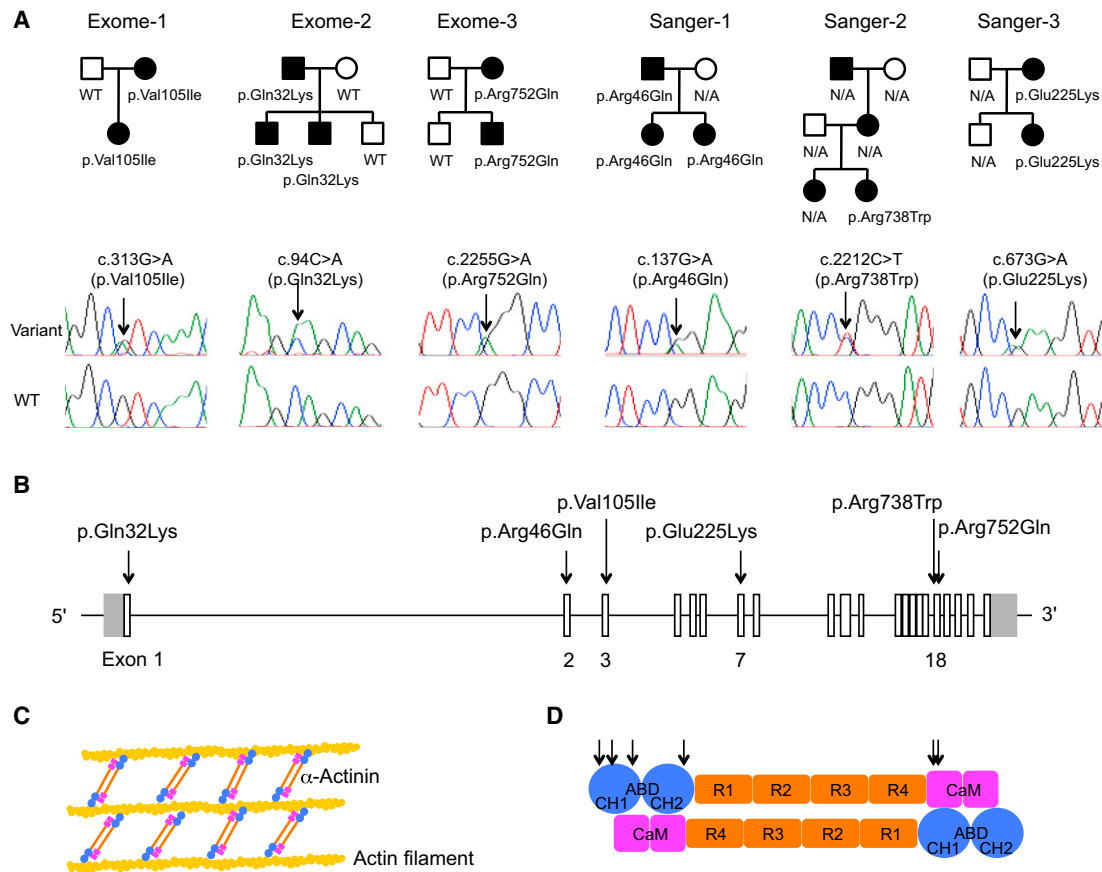 A
Exome-1
Exome-2
Exome-3
Sanger-1
Sanger-2
Sanger-3
WT
p.Val105Ile
p.Val105Ile
p.Gln32Lys
WT
p.Gln32Lys
p.Gln32Lys
WT
WT
p.Arg752Gln
WT
p.Arg752Gln
p.Arg46Gln
N/A
p.Arg46Gln
p.Arg46Gln
N/A
N/A
N/A
N/A
N/A
p.Arg738Trp
N/A
p.Glu225Lys
N/A
p.Glu225Lys
c.313G>A
(p.Val105Ile)
c.94C>A
(p.Gln32Lys)
c.2255G>A
(p.Arg752Gln)
c.137G>A
(p.Arg46Gln)
c.2212C>T
(p.Arg738Trp)
c.673G>A
(p.Glu225Lys)
Variant
WT
B
p.Gln32Lys
p.Arg46Gln
p.Val105Ile
p.Glu225Lys
p.Arg738Trp
p.Arg752Gln
5'
3'
Exon 1
2
3
7
18
C
α-Actinin
Actin filament
D
CH1
ABD
CH2
R1
R2
R3
R4
CaM
CaM
R4
R3
R2
R1
CH1
ABD
CH2